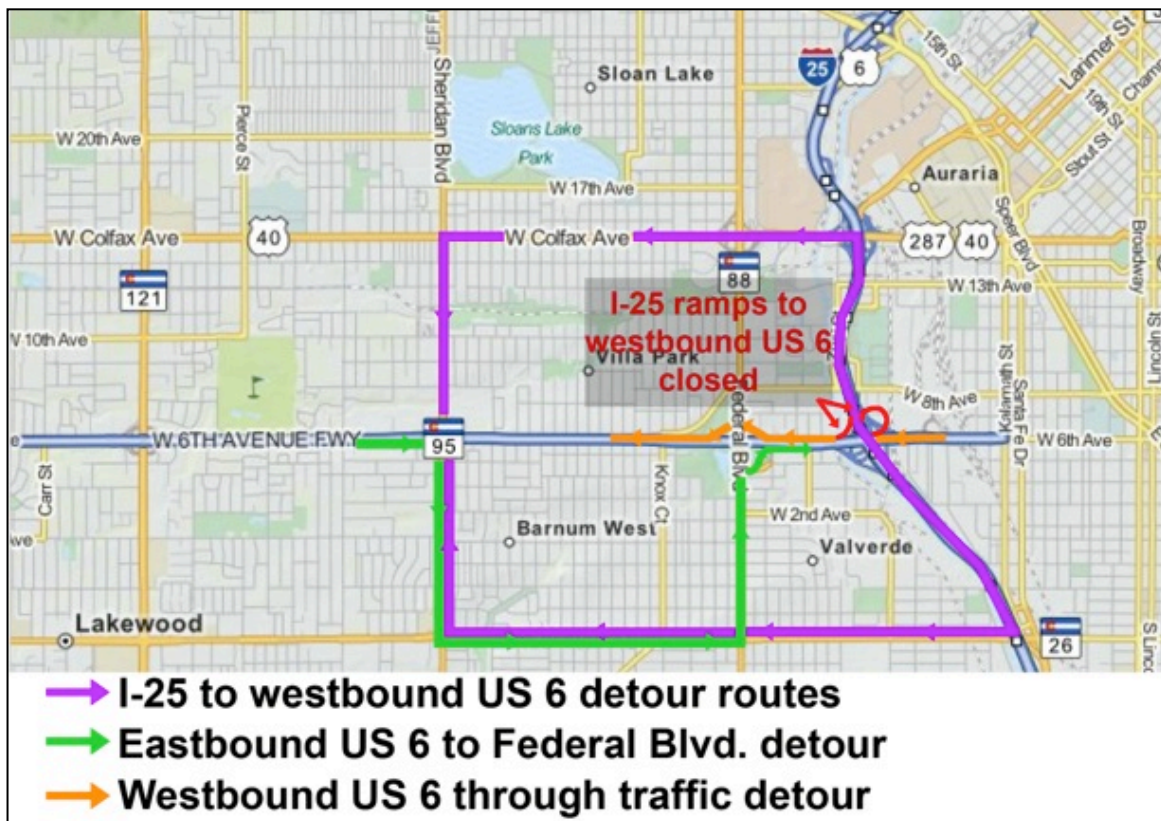 Sheridan Blvd
Sloan Lake
25
6
15th St
Larimer St
19th St
Stout St
Pierce St
W 20th Ave
Sloans Lake
Park
W 17th Ave
Auraria
Speer Blvd
Broadway
W Colfax Ave
40
W Colfax Ave
287
40
121
88
W 13th Ave
I-25 ramps to
westbound US 6
closed
W 10th Ave
Villa Park
W 8th Ave
Federal Blvd
Kalamath St
Santa Fe Dr
Lincoln St
W 6TH AVENUE FWY
95
W 6th Ave
Carr St
Knox Ct
W 2nd Ave
Barnum West
Valverde
Ave
Lakewood
26
S Linc
I-25 to westbound US 6 detour routes
Eastbound US 6 to Federal Blvd. detour
Westbound US 6 through traffic detour